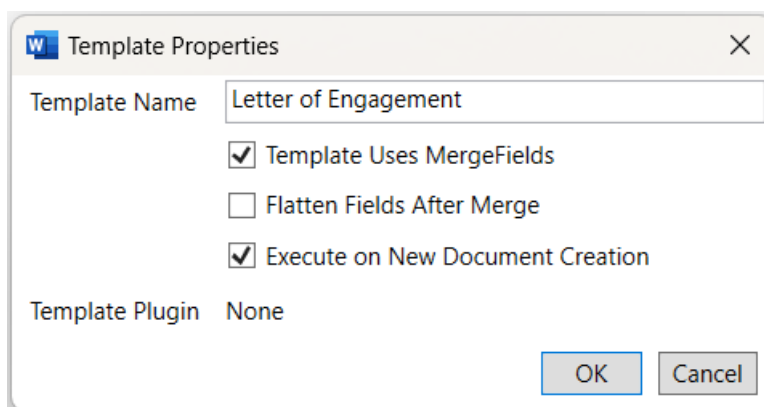 Template Properties
Template Name Letter of Engagement
Template Uses MergeFields
Flatten Fields After Merge
Execute on New Document Creation
Template Plugin None
OK Cancel